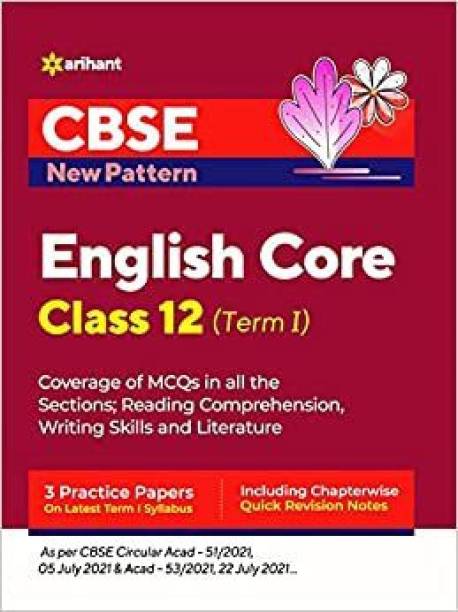 arihant
CBSE
New Pattern
English Core
Class 12 (Term I)
Coverage of MCQs in all the
Sections; Reading Comprehension,
Writing Skills and Literature
3 Practice Papers
On Latest Term I Syllabus
Including Chapterwise
Quick Revision Notes
As per CBSE Circular Acad - 51/2021,
05 July 2021 & Acad - 53/2021, 22 July 2021...